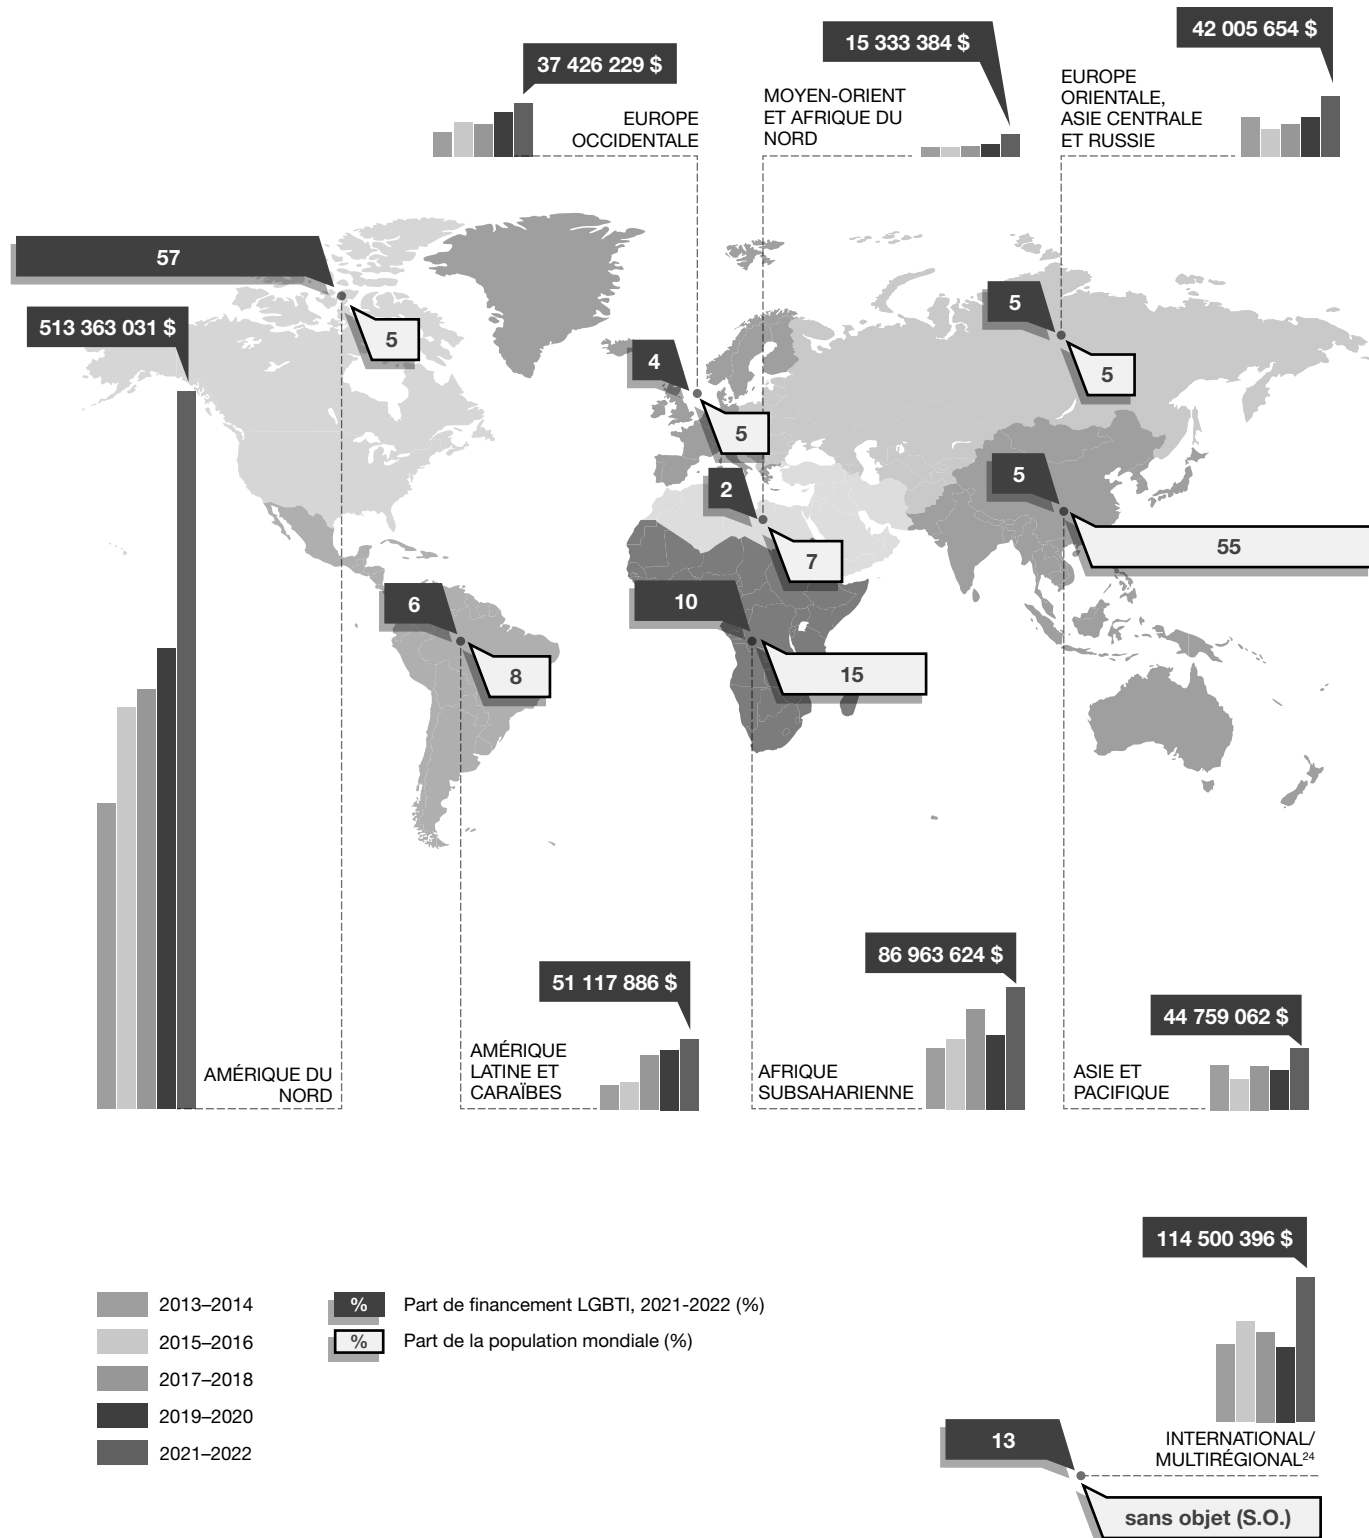 37 426 229 $
EUROPE
OCCIDENTALE
15 333 384 $
MOYEN-ORIENT
ET AFRIQUE DU
NORD
42 005 654 $
EUROPE
ORIENTALE,
ASIE CENTRALE
ET RUSSIE
57
5
513 363 031 $
4
5
5
5
2
7
5
55
6
8
10
15
AMÉRIQUE DU
NORD
51 117 886 $
AMÉRIQUE
LATINE ET
CARAÏBES
86 963 624 $
AFRIQUE
SUBSAHARIENNE
44 759 062 $
ASIE ET
PACIFIQUE
2013–2014
2015–2016
2017–2018
2019–2020
2021–2022
% Part de financement LGBTI, 2021-2022 (%)
% Part de la population mondiale (%)
114 500 396 $
INTERNATIONAL/
MULTIRÉGIONAL²⁴
13
sans objet (S.O.)